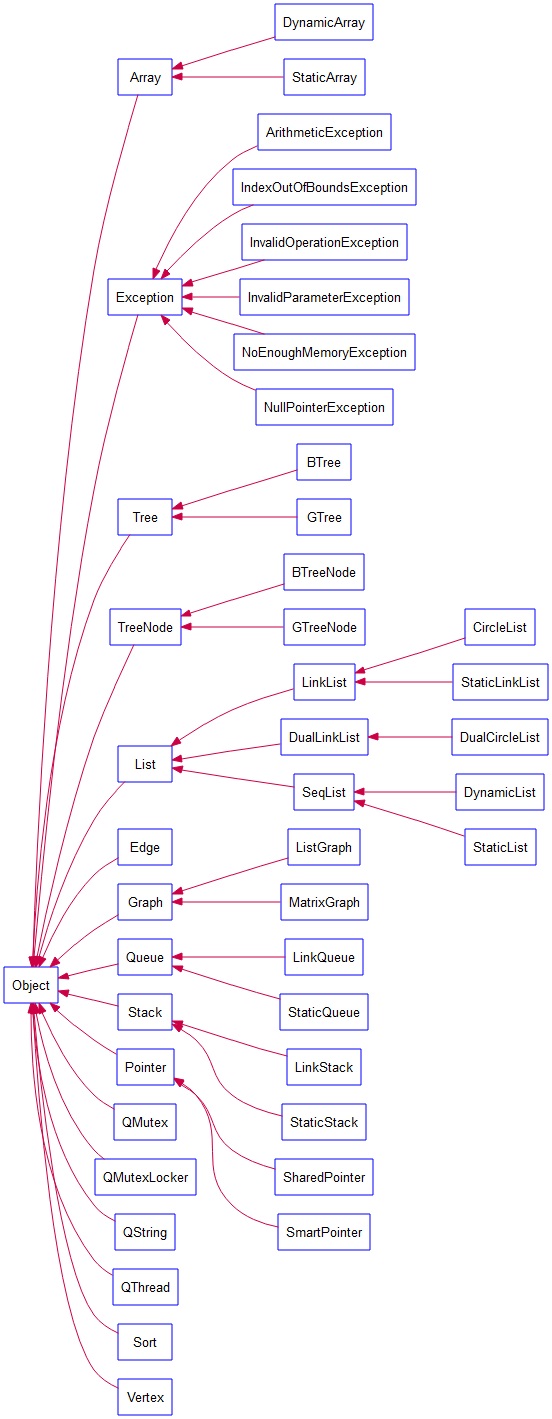 DynamicArray
Array
StaticArray
ArithmeticException
IndexOutOfBoundsException
InvalidOperationException
Exception
InvalidParameterException
NoEnoughMemoryException
NullPointerException
BTree
Tree
GTree
BTreeNode
TreeNode
GTreeNode
CircleList
LinkList
StaticLinkList
DualLinkList
DualCircleList
List
SeqList
DynamicList
StaticList
Edge
ListGraph
Graph
MatrixGraph
Queue
LinkQueue
Object
StaticQueue
Stack
Pointer
LinkStack
QMutex
StaticStack
QMutexLocker
SharedPointer
QString
SmartPointer
QThread
Sort
Vertex